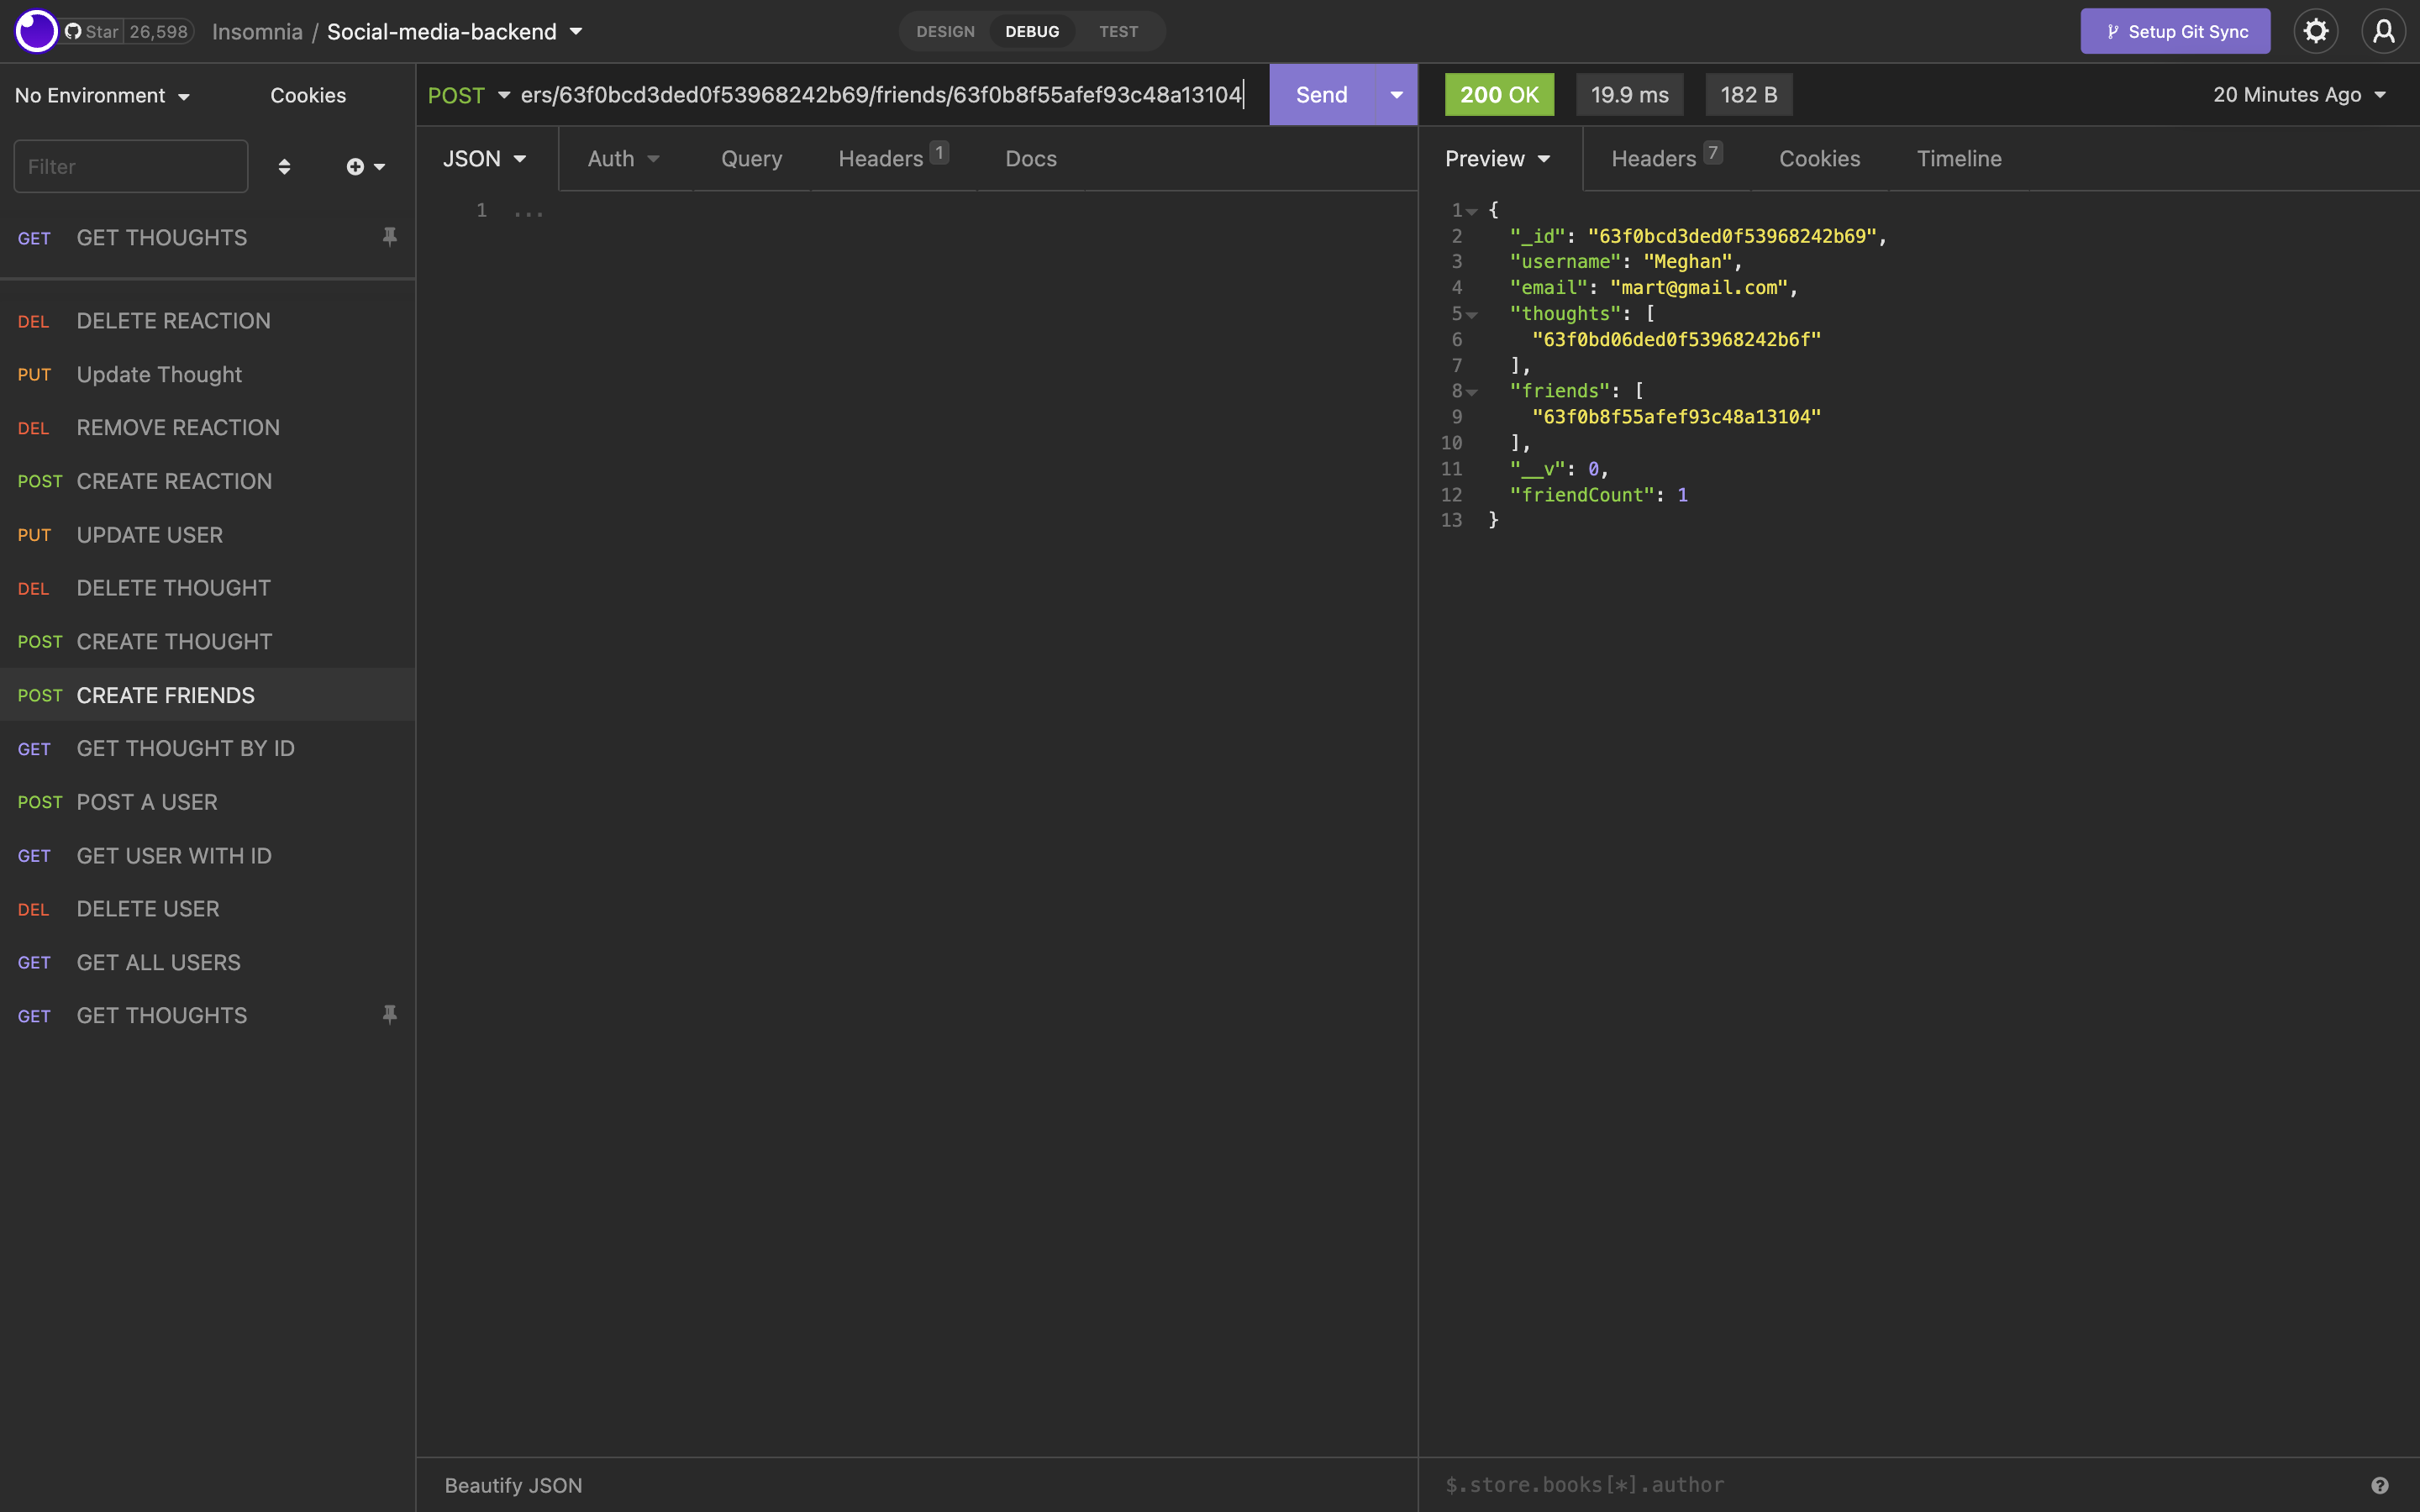 Star 26,598 Insomnia / Social-media-backend DESIGN DEBUG TEST Setup Git Sync
No Environment Cookies
Filter
GET GET THOUGHTS
DEL DELETE REACTION
PUT Update Thought
DEL REMOVE REACTION
POST CREATE REACTION
PUT UPDATE USER
DEL DELETE THOUGHT
POST CREATE THOUGHT
POST CREATE FRIENDS
GET GET THOUGHT BY ID
POST POST A USER
GET GET USER WITH ID
DEL DELETE USER
GET GET ALL USERS
GET GET THOUGHTS
POST ers/63f0bcd3ded0f53968242b69/friends/63f0b8f55afef93c48a13104 Send
JSON Auth Query Headers 1 Docs
1 ...
Beautify JSON
200 OK 19.9 ms 182 B 20 Minutes Ago
Preview Headers 7 Cookies Timeline
1 {
2 "_id": "63f0bcd3ded0f53968242b69",
3 "username": "Meghan",
4 "email": "mart@gmail.com",
5 "thoughts": [
6 "63f0bd06ded0f53968242b6f"
7 ],
8 "friends": [
9 "63f0b8f55afef93c48a13104"
10 ],
11 "__v": 0,
12 "friendCount": 1
13 }
$.store.books[*].author